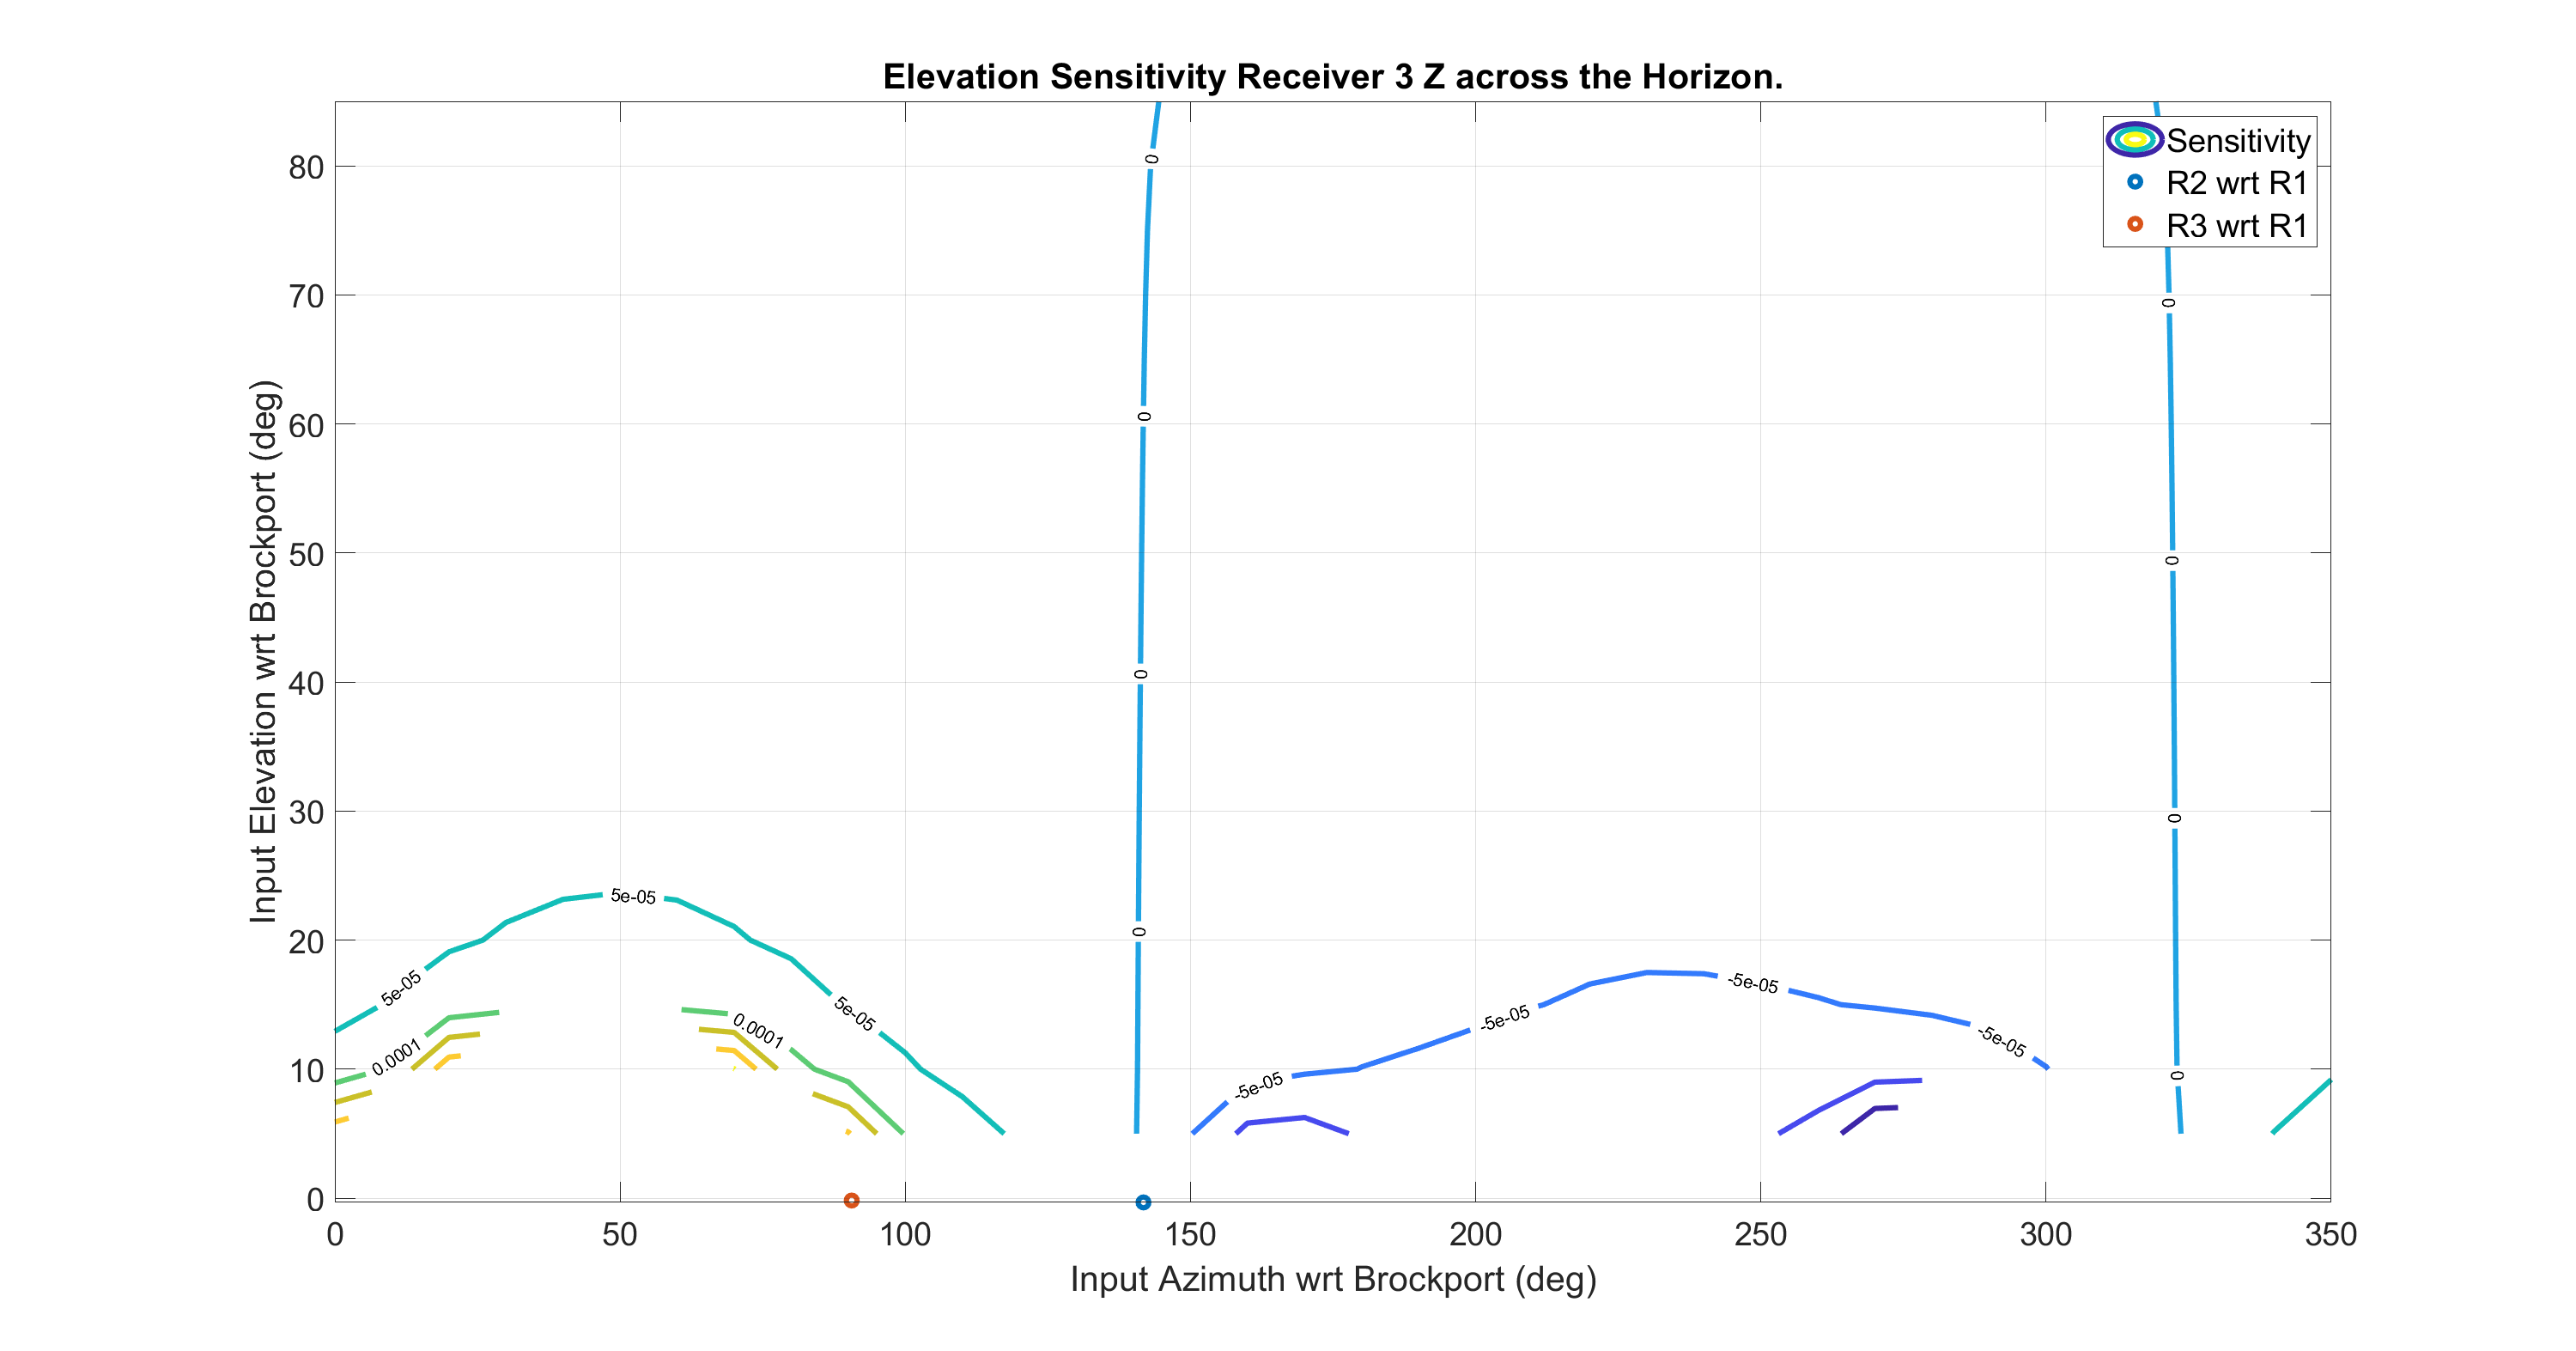 Elevation Sensitivity Receiver 3 Z across the Horizon.
Sensitivity
R2 wrt R1
R3 wrt R1
Input Elevation wrt Brockport (deg)
80
70
60
50
40
30
20
10
0
0
0
0
0
0
0
0
0
0
0
5e-05
5e-05
5e-05
0.0001
0.0001
-5e-05
-5e-05
-5e-05
-5e-05
0 50 100 150 200 250 300 350
Input Azimuth wrt Brockport (deg)